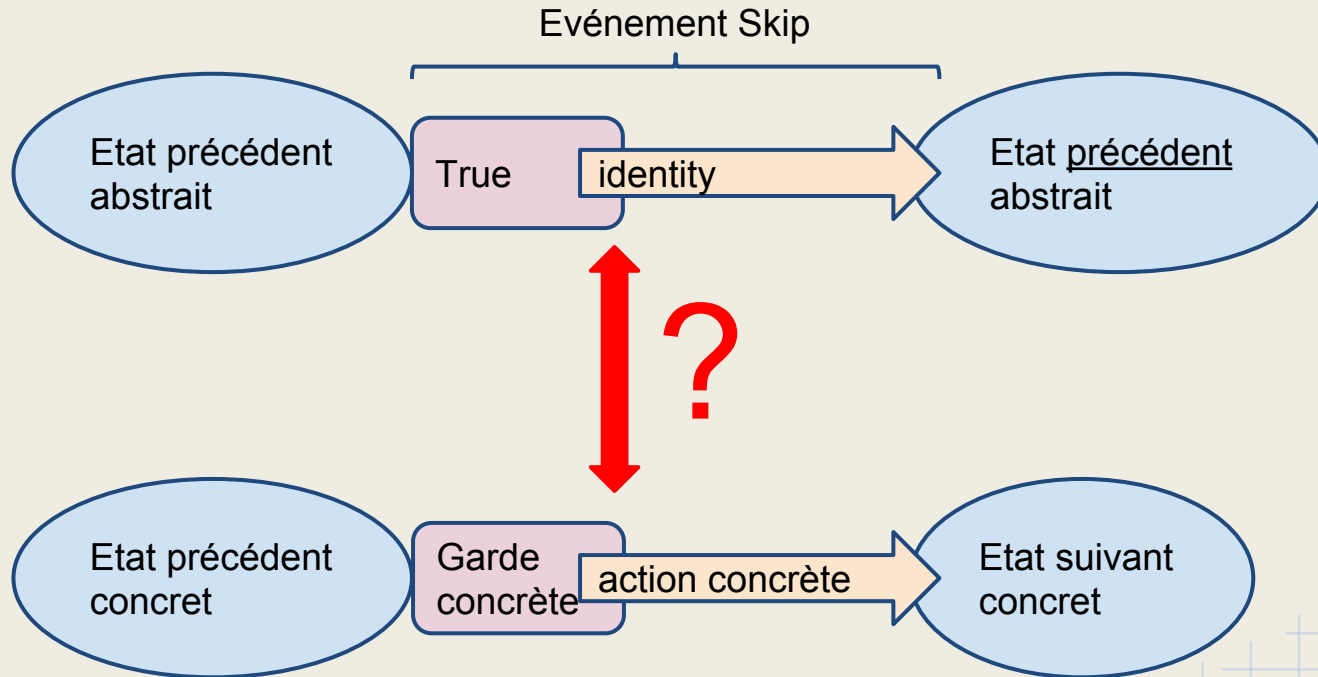 Evénement Skip
Etat précédent
abstrait
True
identity
Etat précédent
abstrait
?
Etat précédent
concret
Garde
concrète
action concrète
Etat suivant
concret